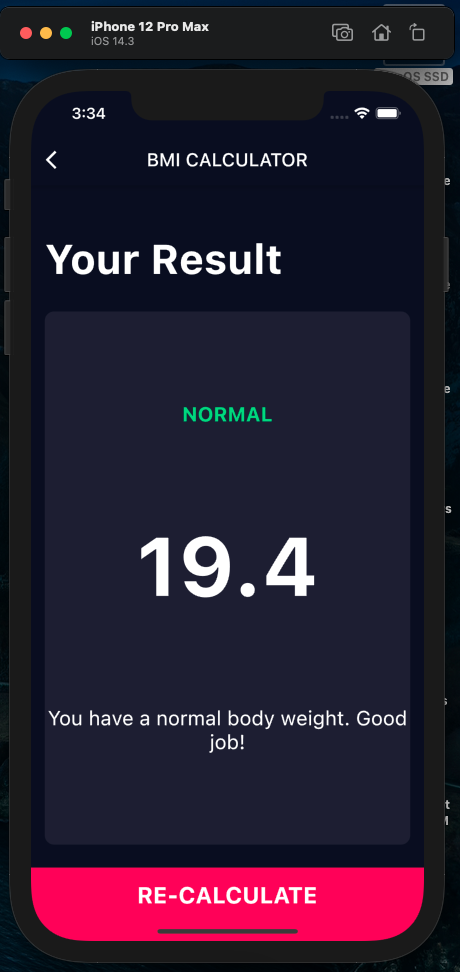 iPhone 12 Pro Max
iOS 14.3
OS SSD
3:34
BMI CALCULATOR
Your Result
NORMAL
19.4
You have a normal body weight. Good
job!
RE-CALCULATE